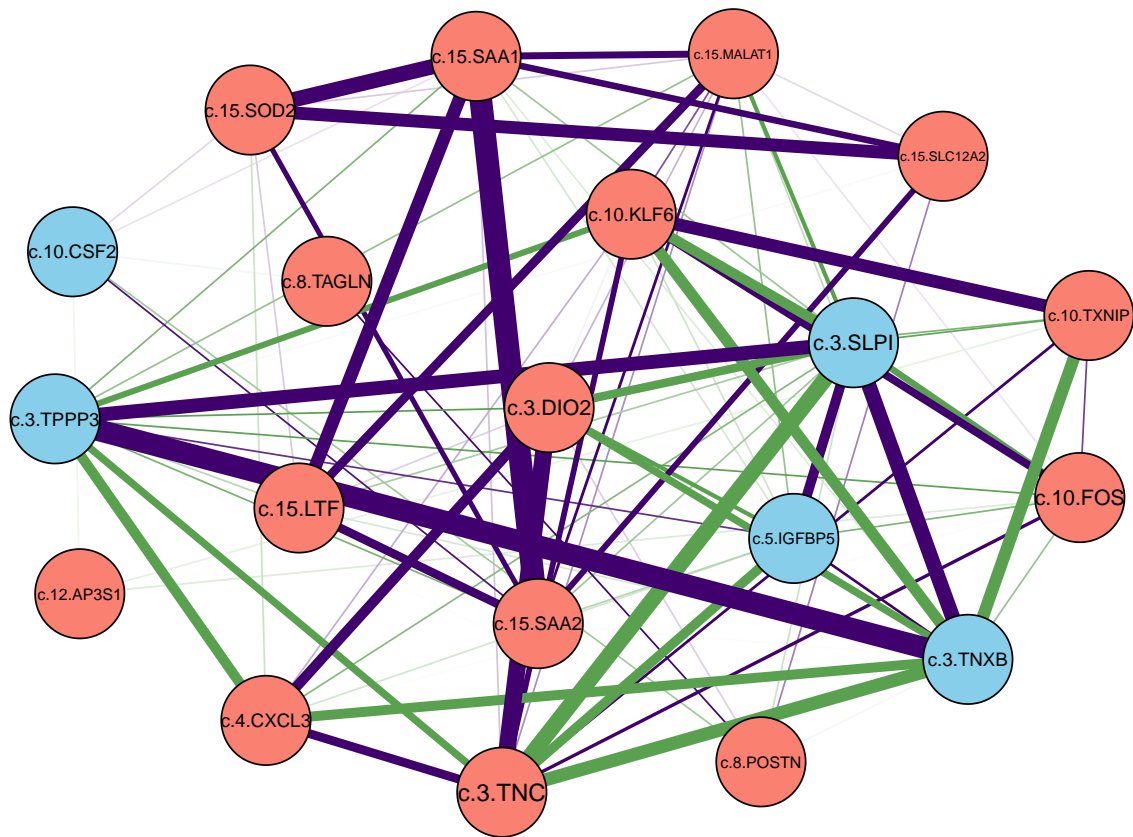 c.15.SAA1
c.15.MALAT1
c.15.SOD2
c.15.SLC12A2
c.10.KLF6
c.10.CSF2
c.8.TAGLN
c.10.TXNIP
c.3.SLPI
c.3.DIO2
c.3.TPPP3
c.10.FOS
c.15.LTF
c.5.IGFBP5
c.12.AP3S1
c.15.SAA2
c.3.TNXB
c.4.CXCL3
c.8.POSTN
c.3.TNC